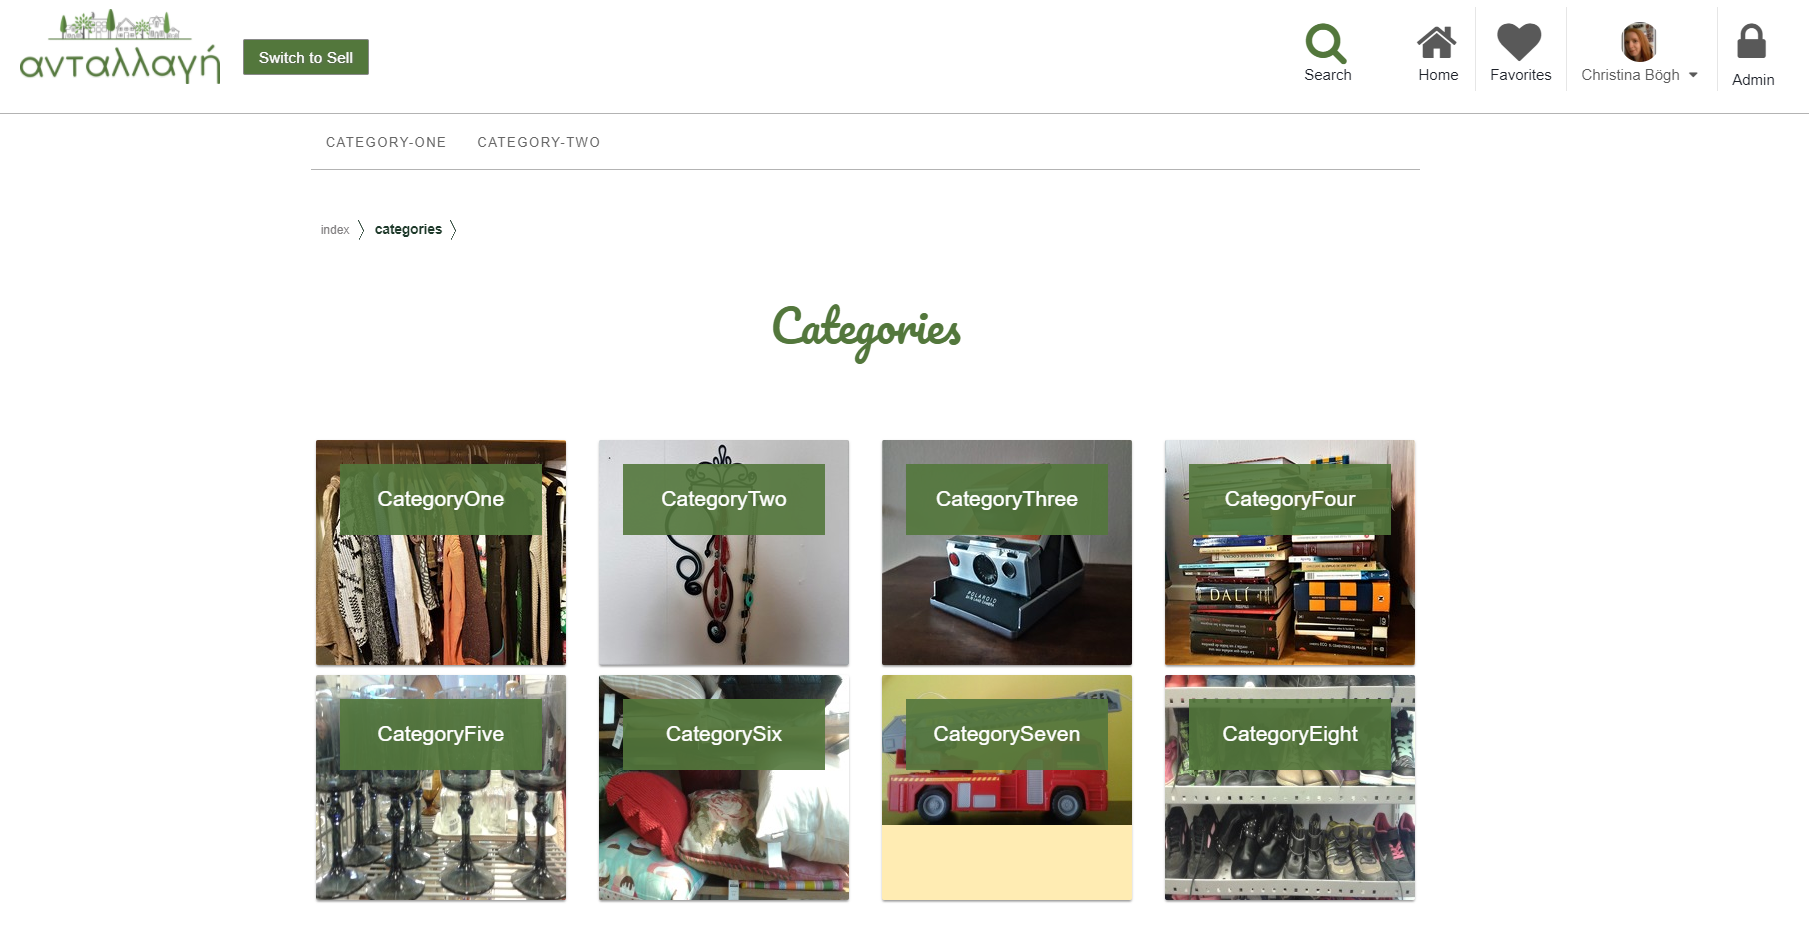 ανταλλαγή
Switch to Sell
Search
Home
Favorites
Christina Bögh
Admin
CATEGORY-ONE
CATEGORY-TWO
index
categories
Categories
CategoryOne
CategoryTwo
CategoryThree
CategoryFour
POLAROID
DALÍ
CategoryFive
CategorySix
CategorySeven
CategoryEight